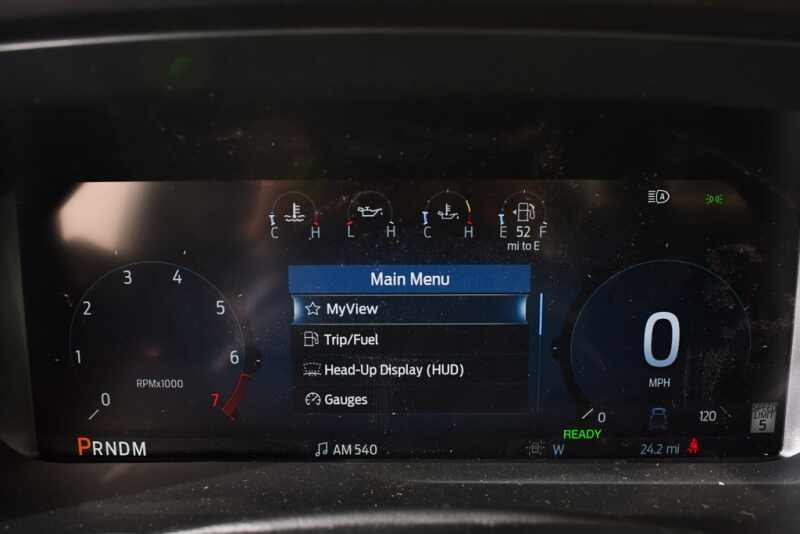 C H
L H
C H
E 52 F
mi to E
A
Main Menu
MyView
Trip/Fuel
Head-Up Display (HUD)
Gauges
0 1 2 3 4 5 6 7
RPMx1000
0
MPH
0 120
SPEED
LIMIT
5
READY
PRNDM
AM 540
W
24.2 mi